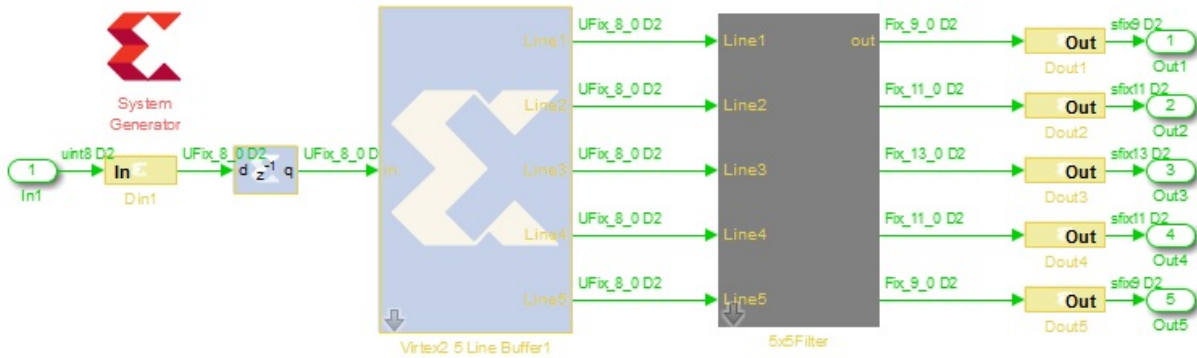 System
Generator
1
In1
uint8 D2
In
Din1
UFix_8_0 D2
d z⁻¹ q
UFix_8_0 D
in
Line1
Line2
Line3
Line4
Line5
Virtex2 5 Line Buffer1
UFix_8_0 D2
UFix_8_0 D2
UFix_8_0 D2
UFix_8_0 D2
UFix_8_0 D2
Line1
Line2
Line3
Line4
Line5
out
5x5Filter
Fix_9_0 D2
Out
Dout1
sfix9 D2
1
Out1
Fix_11_0 D2
Out
Dout2
sfix11 D2
2
Out2
Fix_13_0 D2
Out
Dout3
sfix13 D2
3
Out3
Fix_11_0 D2
Out
Dout4
sfix11 D2
4
Out4
Fix_9_0 D2
Out
Dout5
sfix9 D2
5
Out5